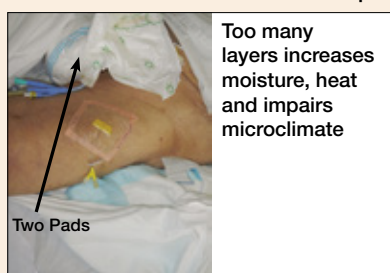 Too many
layers increases
moisture, heat
and impairs
microclimate
Two Pads